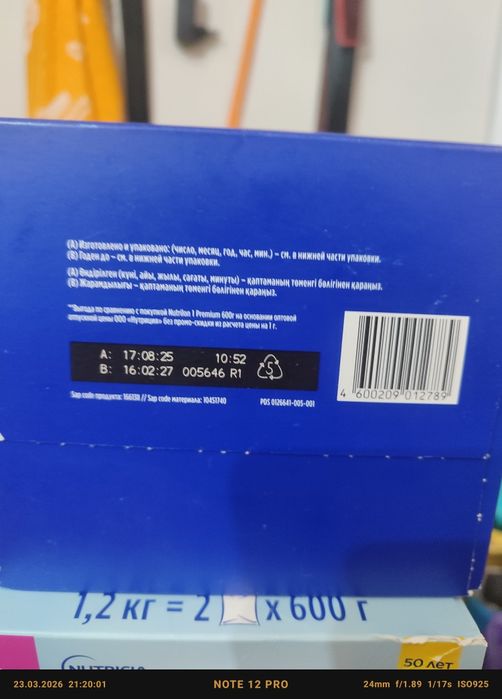 (А) Изготовлено и упаковано: (число, месяц, год, час, мин.) – см. в нижней части упаковки.
(В) Годен до – см. в нижней части упаковки.
(А) Өндірілген (күні, айы, жылы, сағаты, минуты) – қаптаманың төменгі бөлігінен қараңыз.
(В) Жарамдылығы – қаптаманың төменгі бөлігінен қараңыз.
*Выгода по сравнению с покупкой Nutrilon 1 Premium 600г на основании оптовой
отпускной цены ООО «Нутриция» без промо-скидки из расчета цены на 1 г.
A: 17:08:25 10:52
B: 16:02:27 005646 R1
5
Sap code продукта: 166130 // Sap code материала: 10451740
PDS 0126641-005-001
4 600209 012789
1,2 кг = 2 х 600 г
NUTRICIA
50 лет
23.03.2026 21:20:01 NOTE 12 PRO 24mm f/1.89 1/17s ISO925